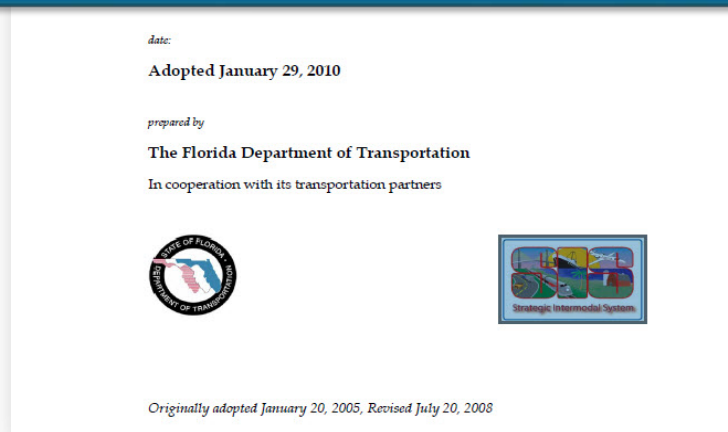 date:
Adopted January 29, 2010
prepared by
The Florida Department of Transportation
In cooperation with its transportation partners
STATE OF FLORIDA
DEPARTMENT OF TRANSPORTATION
SIS
Strategic Intermodal System
Originally adopted January 20, 2005, Revised July 20, 2008